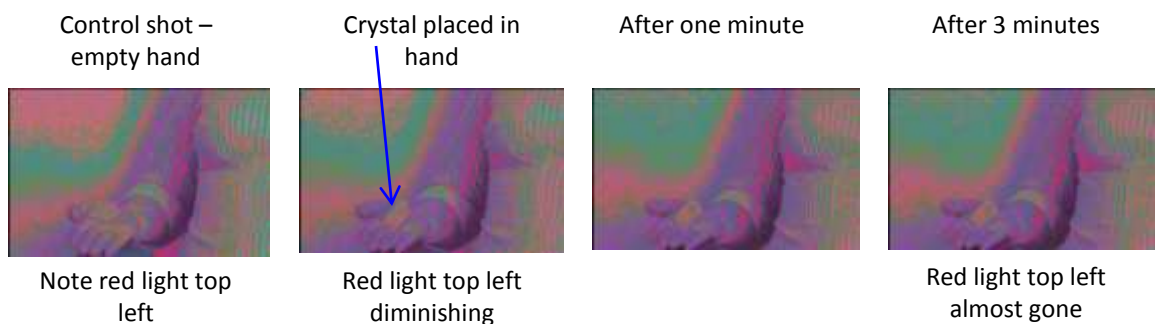 Control shot –
empty hand
Crystal placed in
hand
After one minute
After 3 minutes
Note red light top
left
Red light top left
diminishing
Red light top left
almost gone